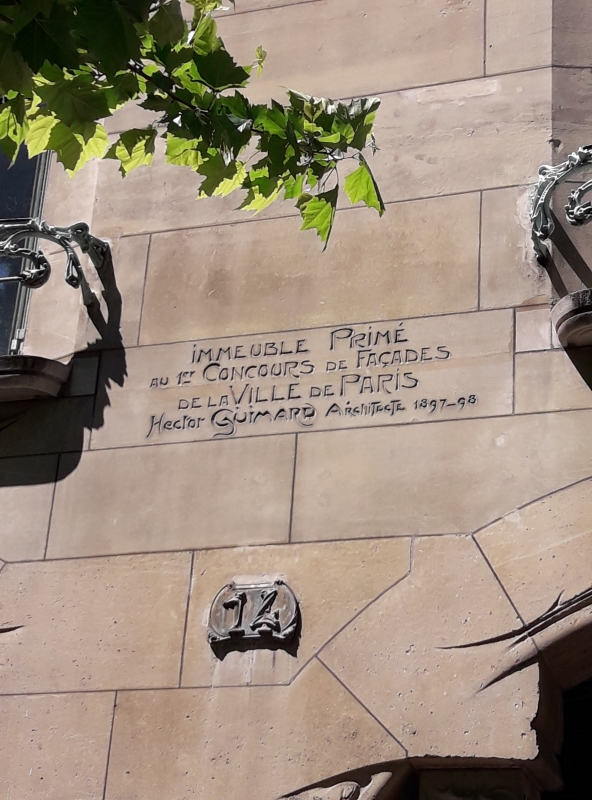 iMMEUBLE PRiMÉ
AU 1er CONCOURS DE FAÇADES
DE LA VILLE DE PARIS
Hector GUIMARD ARCHITECTE 1897-98
14